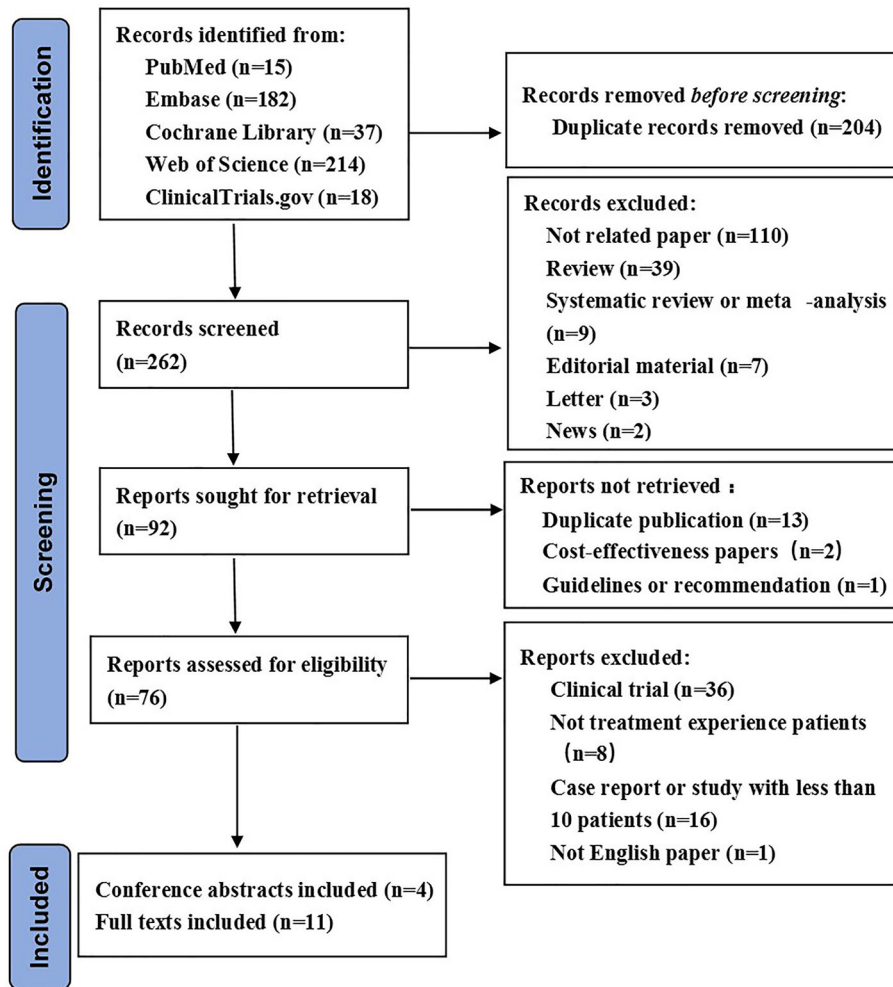 Identification
Records identified from:
PubMed (n=15)
Embase (n=182)
Cochrane Library (n=37)
Web of Science (n=214)
ClinicalTrials.gov (n=18)
Records removed before screening:
Duplicate records removed (n=204)
Screening
Records screened
(n=262)
Records excluded:
Not related paper (n=110)
Review (n=39)
Systematic review or meta -analysis
(n=9)
Editorial material (n=7)
Letter (n=3)
News (n=2)
Reports sought for retrieval
(n=92)
Reports not retrieved：
Duplicate publication (n=13)
Cost-effectiveness papers（n=2)
Guidelines or recommendation (n=1)
Reports assessed for eligibility
(n=76)
Reports excluded:
Clinical trial (n=36)
Not treatment experience patients
（n=8)
Case report or study with less than
10 patients (n=16)
Not English paper (n=1)
Included
Conference abstracts included (n=4)
Full texts included (n=11)